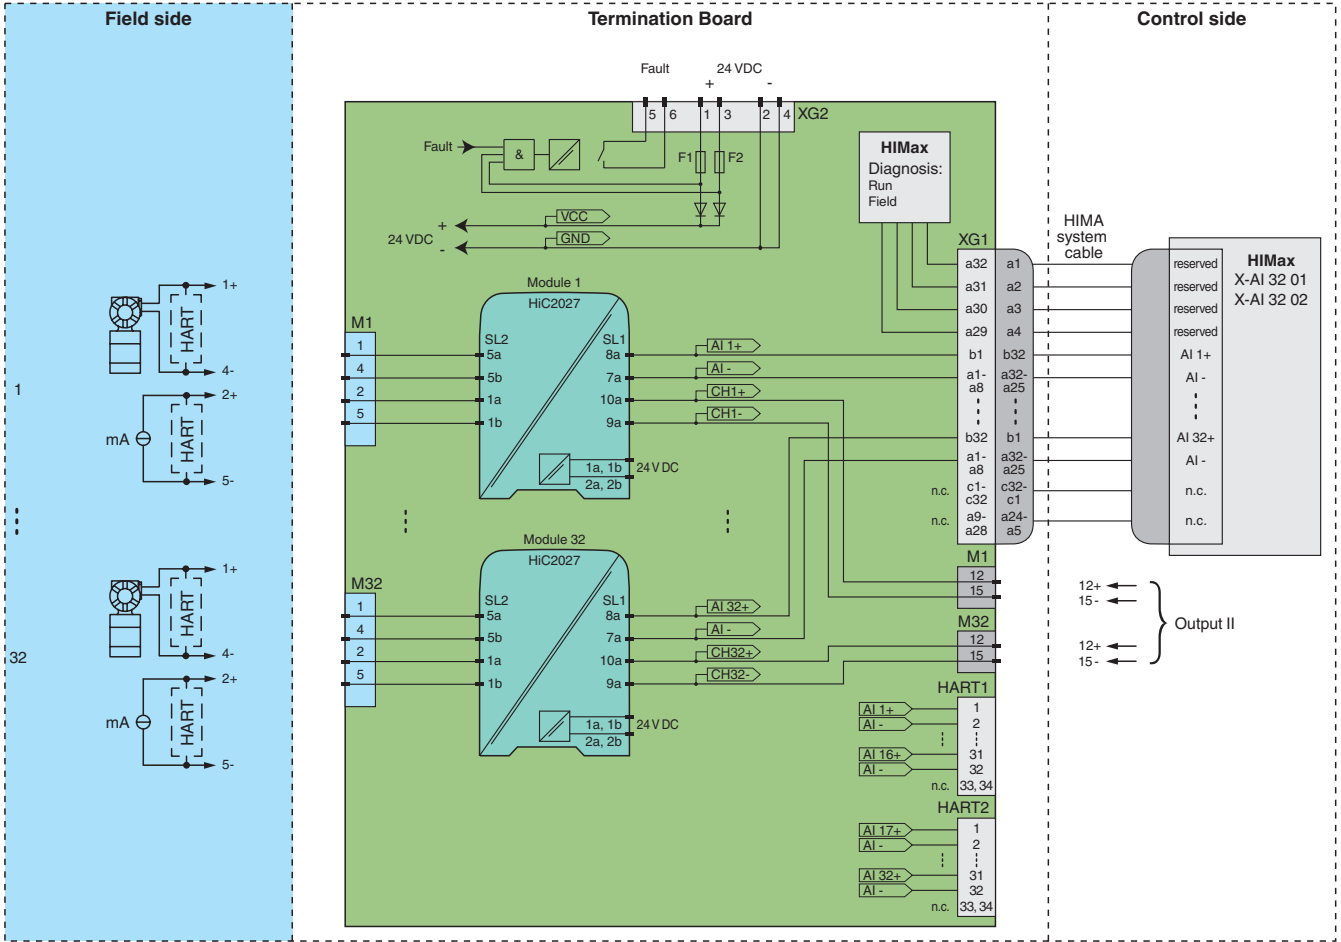 Field side
Termination Board
Control side
Fault
24 VDC
+
-
5
6
1
3
2
4
XG2
Fault
&
F1
F2
VCC
+
24 VDC
-
GND
HIMax
Diagnosis:
Run
Field
XG1
HIMA
system
cable
HIMax
X-AI 32 01
X-AI 32 02
a32
a1
reserved
a31
a2
reserved
a30
a3
reserved
a29
a4
reserved
b1
b32
AI 1+
a1-
a8
a32-
a25
AI -
b32
b1
AI 32+
a1-
a8
a32-
a25
AI -
n.c.
c1-
c32
c32-
c1
n.c.
n.c.
a9-
a28
a24-
a5
n.c.
1
HART
1+
4-
mA
HART
2+
5-
32
HART
1+
4-
mA
HART
2+
5-
M1
1
4
2
5
Module 1
HiC2027
SL2
SL1
5a
8a
5b
7a
1a
10a
1b
9a
1a, 1b
2a, 2b
24 V DC
AI 1+
AI -
CH1+
CH1-
M32
1
4
2
5
Module 32
HiC2027
SL2
SL1
5a
8a
5b
7a
1a
10a
1b
9a
1a, 1b
2a, 2b
24 V DC
AI 32+
AI -
CH32+
CH32-
M1
12
15
12+
15 -
M32
12
15
12+
15 -
Output II
HART1
AI 1+
1
AI -
2
AI 16+
31
AI -
32
n.c.
33, 34
HART2
AI 17+
1
AI -
2
AI 32+
31
AI -
32
n.c.
33, 34